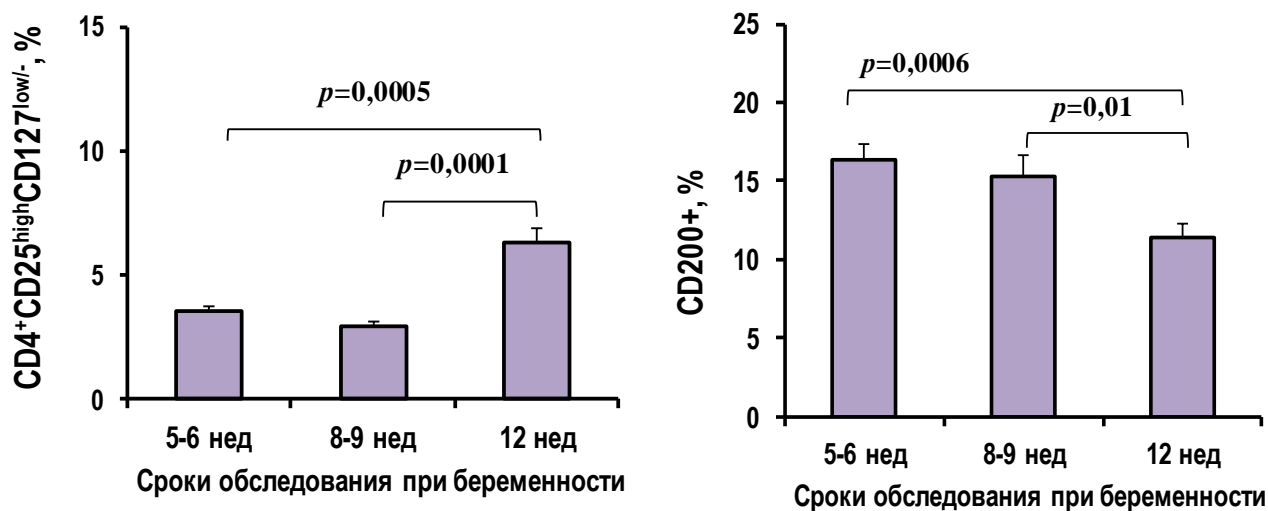 CD4⁺CD25ʰⁱᵍʰCD127ˡᵒʷ/⁻, %
15
10
5
0
p=0,0005
p=0,0001
5-6 нед 8-9 нед 12 нед
Сроки обследования при беременности
CD200+, %
25
20
15
10
5
0
p=0,0006
p=0,01
5-6 нед 8-9 нед 12 нед
Сроки обследования при беременности